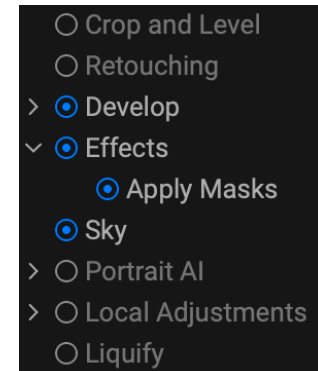 Crop and Level
Retouching
Develop
Effects
Apply Masks
Sky
Portrait AI
Local Adjustments
Liquify